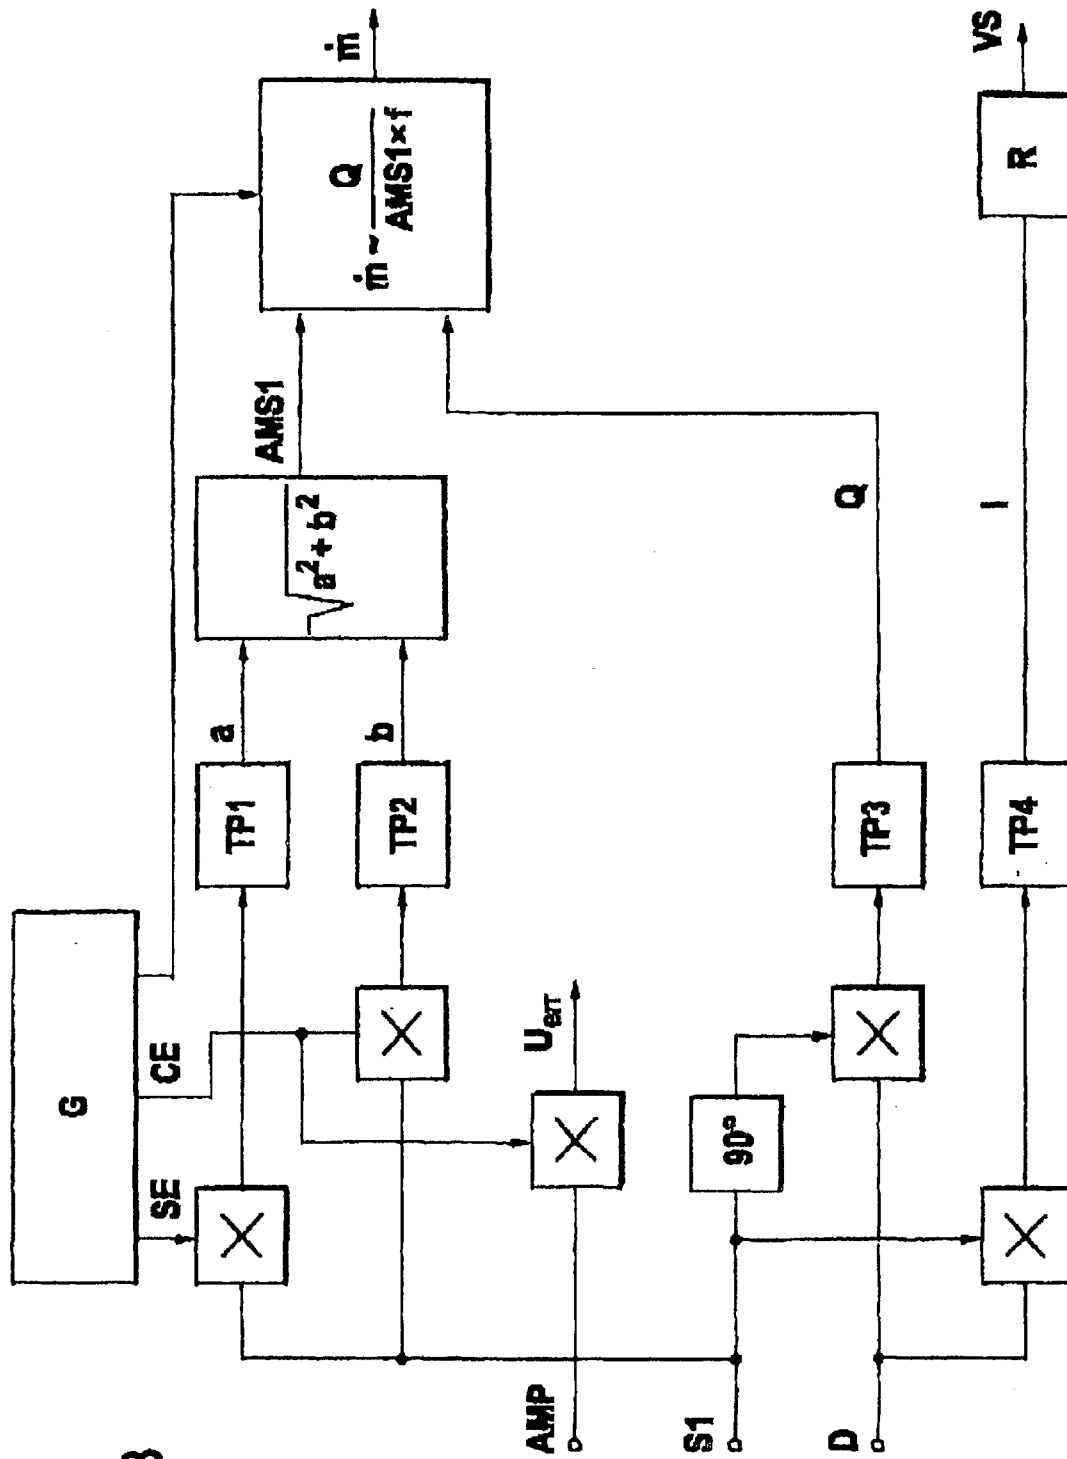 G
SE
CE
TP1
a
TP2
b
√a²+b²
AMS1
ṁ ~ Q / AMS1×f
ṁ
AMP
U_err
S1
90°
D
TP3
Q
TP4
I
R
VS